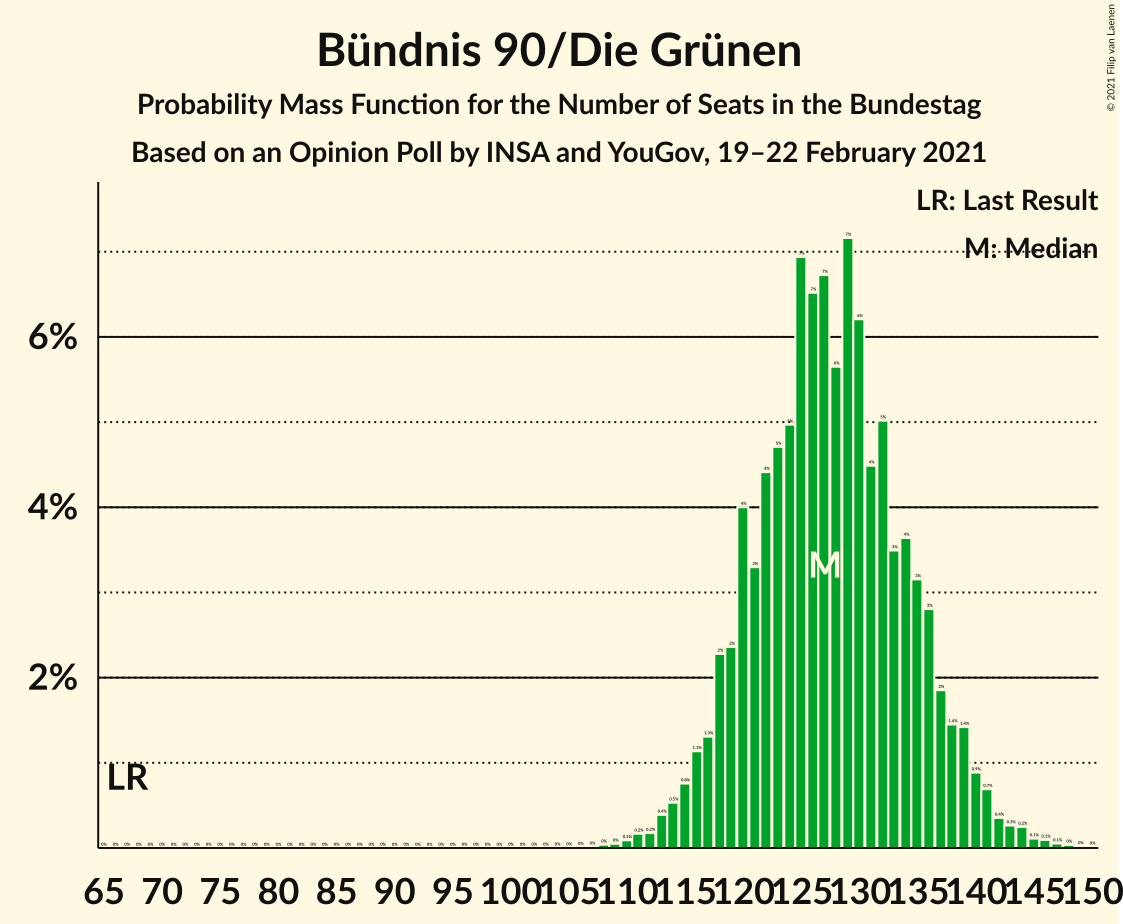 Bündnis 90/Die Grünen
Probability Mass Function for the Number of Seats in the Bundestag
Based on an Opinion Poll by INSA and YouGov, 19–22 February 2021
© 2021 Filip van Laenen
LR: Last Result
M: Median
6%
4%
2%
LR
M
65 70 75 80 85 90 95 100 105 110 115 120 125 130 135 140 145 150